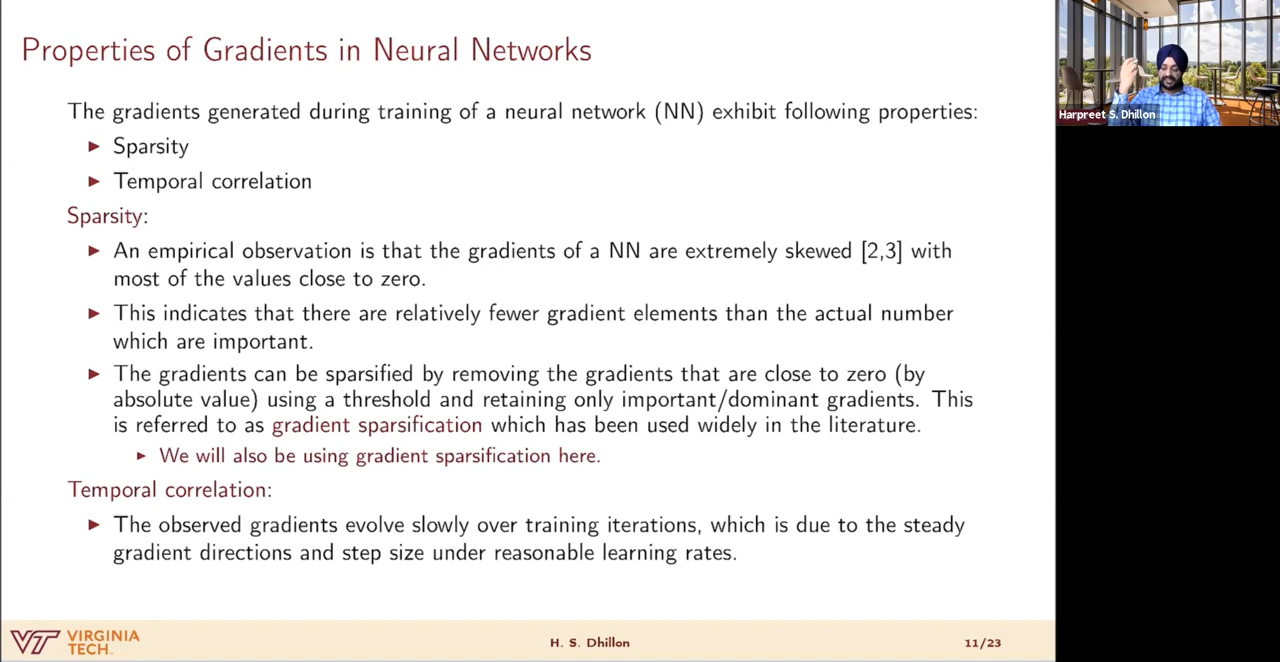 Properties of Gradients in Neural Networks
The gradients generated during training of a neural network (NN) exhibit following properties:
► Sparsity
► Temporal correlation
Sparsity:
► An empirical observation is that the gradients of a NN are extremely skewed [2,3] with
most of the values close to zero.
► This indicates that there are relatively fewer gradient elements than the actual number
which are important.
► The gradients can be sparsified by removing the gradients that are close to zero (by
absolute value) using a threshold and retaining only important/dominant gradients. This
is referred to as gradient sparsification which has been used widely in the literature.
► We will also be using gradient sparsification here.
Temporal correlation:
► The observed gradients evolve slowly over training iterations, which is due to the steady
gradient directions and step size under reasonable learning rates.
VT VIRGINIA
TECH.
H. S. Dhillon
11/23
Harpreet S. Dhillon